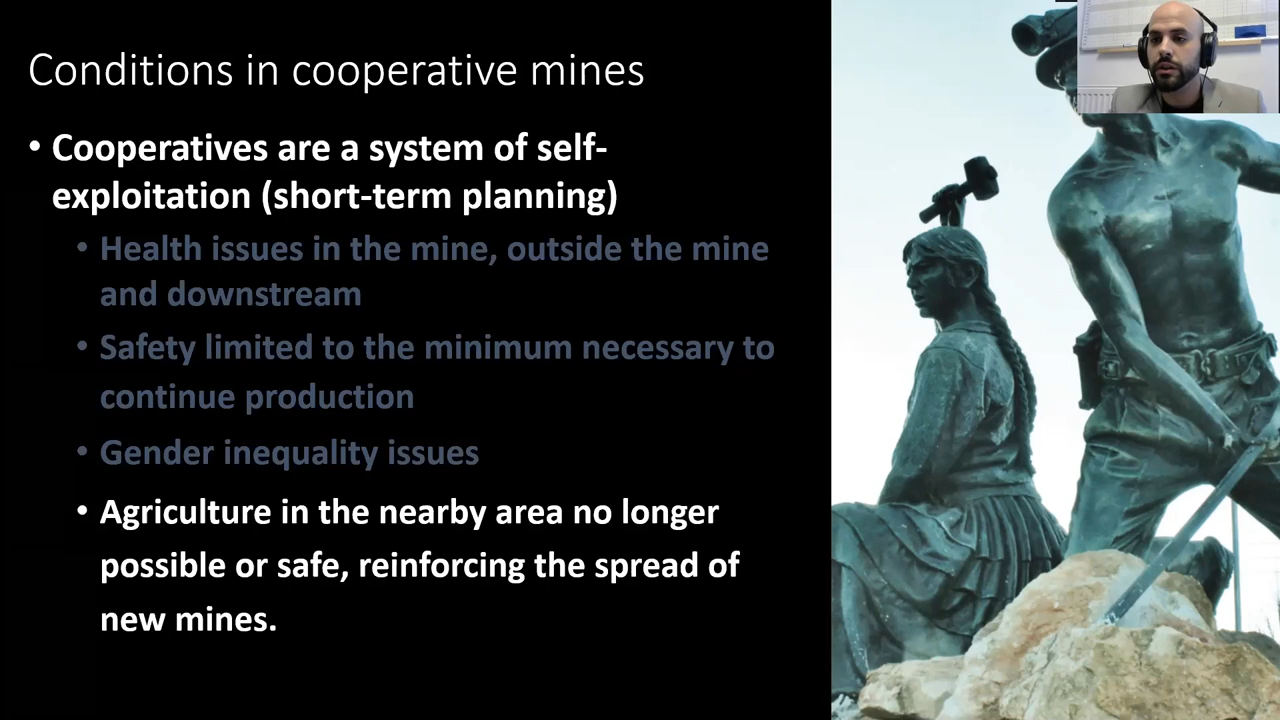 Conditions in cooperative mines
• Cooperatives are a system of self-
exploitation (short-term planning)
• Health issues in the mine, outside the mine
and downstream
• Safety limited to the minimum necessary to
continue production
• Gender inequality issues
• Agriculture in the nearby area no longer
possible or safe, reinforcing the spread of
new mines.